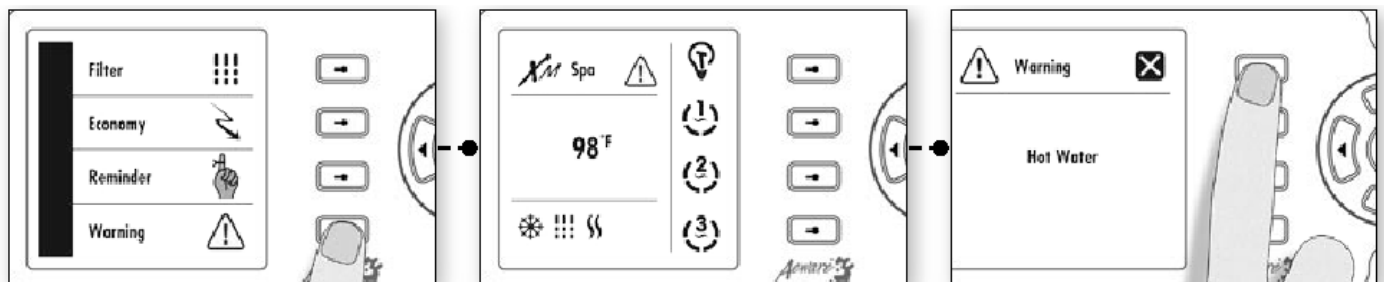 Filter
Economy
Reminder
Warning
XM Spa
98°F
1
2
3
Warning
Hot Water